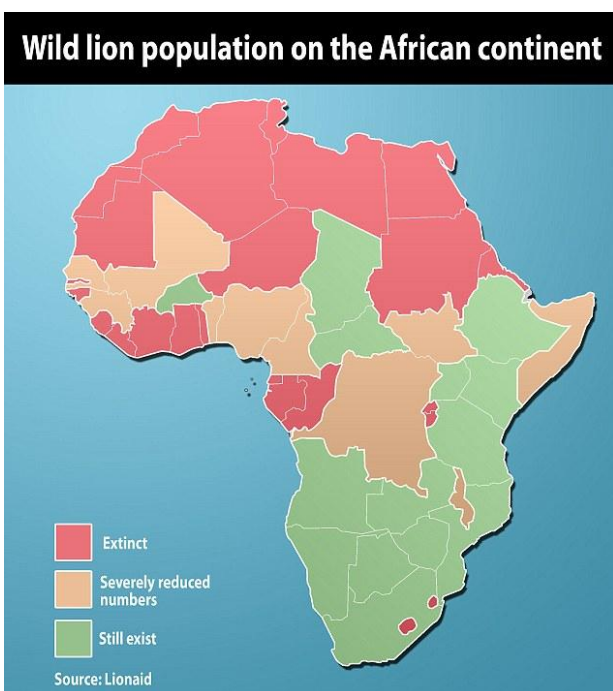 Wild lion population on the African continent
Extinct
Severely reduced
numbers
Still exist
Source: Lionaid